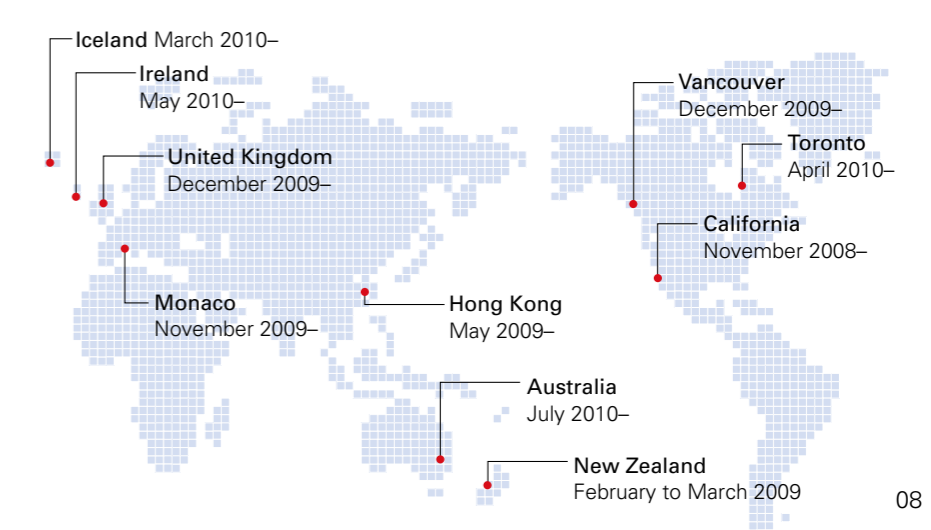 Iceland March 2010–
Ireland
May 2010–
United Kingdom
December 2009–
Monaco
November 2009–
Hong Kong
May 2009–
Australia
July 2010–
New Zealand
February to March 2009
Vancouver
December 2009–
Toronto
April 2010–
California
November 2008–
08